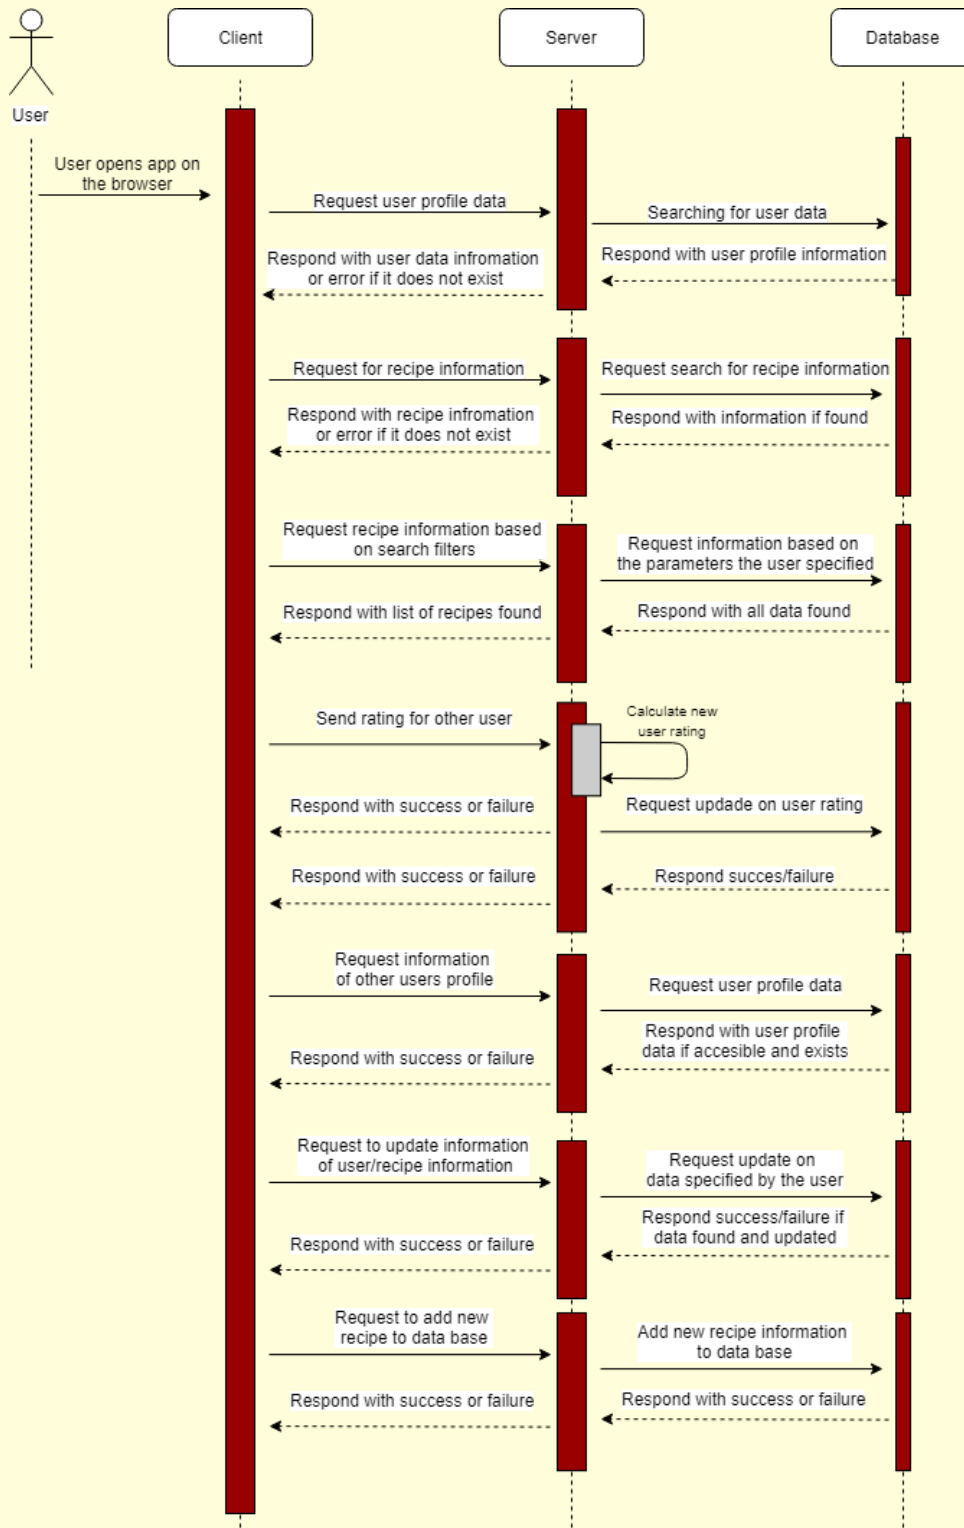 Client
Server
Database
User
User opens app on
the browser
Request user profile data
Searching for user data
Respond with user profile information
Respond with user data infromation
or error if it does not exist
Request for recipe information
Request search for recipe information
Respond with recipe infromation
or error if it does not exist
Respond with information if found
Request recipe information based
on search filters
Request information based on
the parameters the user specified
Respond with list of recipes found
Respond with all data found
Send rating for other user
Calculate new
user rating
Respond with success or failure
Request updade on user rating
Respond with success or failure
Respond succes/failure
Request information
of other users profile
Request user profile data
Respond with user profile
data if accesible and exists
Respond with success or failure
Request to update information
of user/recipe information
Request update on
data specified by the user
Respond success/failure if
data found and updated
Respond with success or failure
Request to add new
recipe to data base
Add new recipe information
to data base
Respond with success or failure
Respond with success or failure